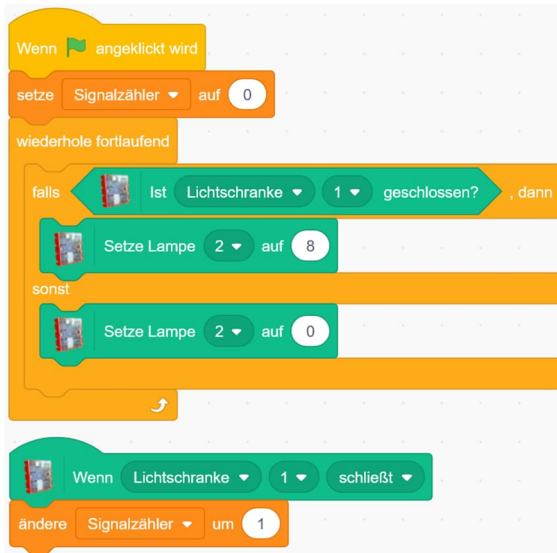 Wenn angeklickt wird
setze Signalzähler auf 0
wiederhole fortlaufend
falls Ist Lichtschranke 1 geschlossen? , dann
Setze Lampe 2 auf 8
sonst
Setze Lampe 2 auf 0
Wenn Lichtschranke 1 schließt
ändere Signalzähler um 1